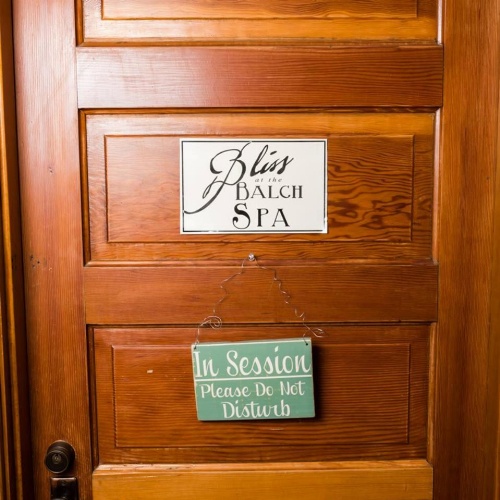 Bliss
at the
BALCH
SPA
In Session
Please Do Not
Disturb